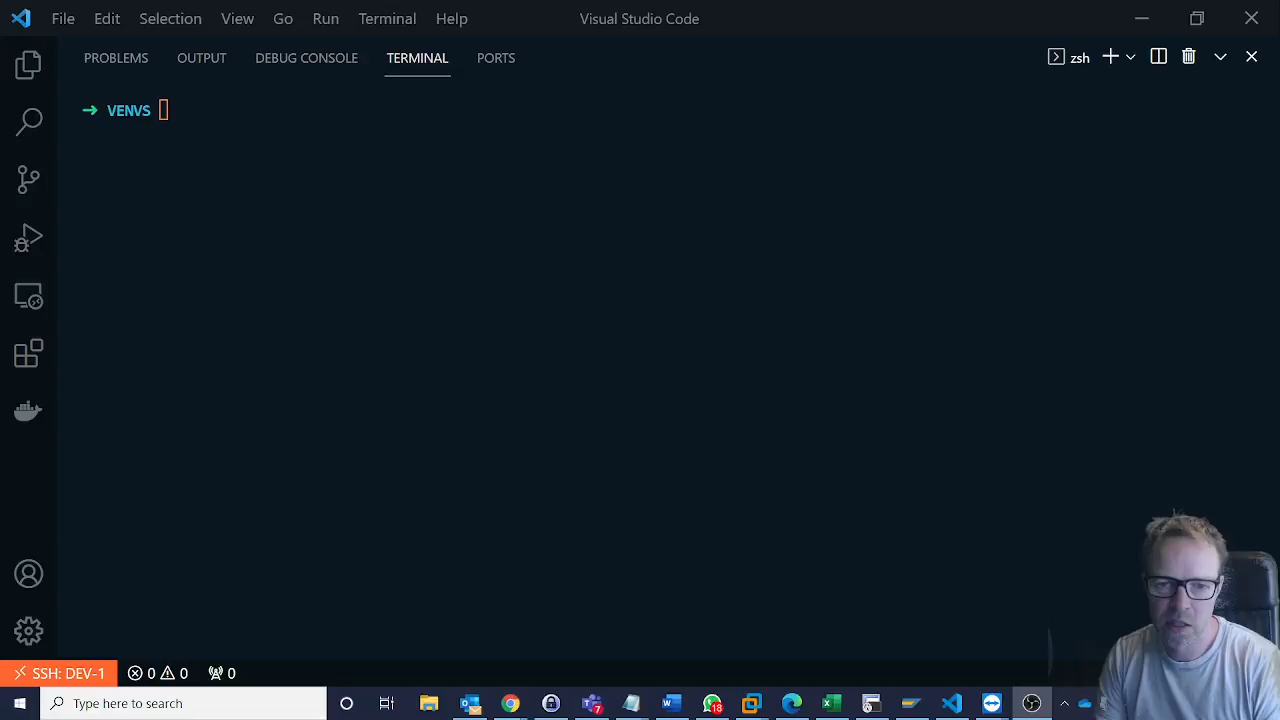 File Edit Selection View Go Run Terminal Help Visual Studio Code
PROBLEMS OUTPUT DEBUG CONSOLE TERMINAL PORTS zsh
→ VENVS
SSH: DEV-1 0 0 0
Type here to search 7 18